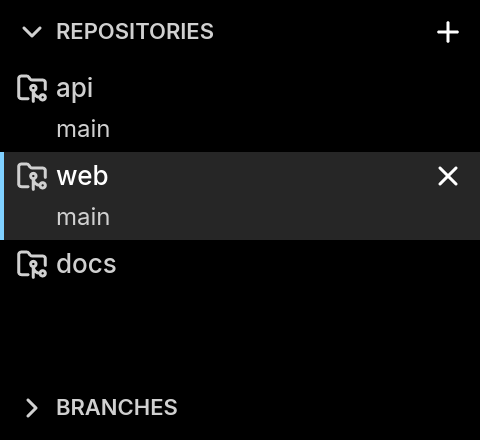 REPOSITORIES
api
main
web
main
docs
BRANCHES